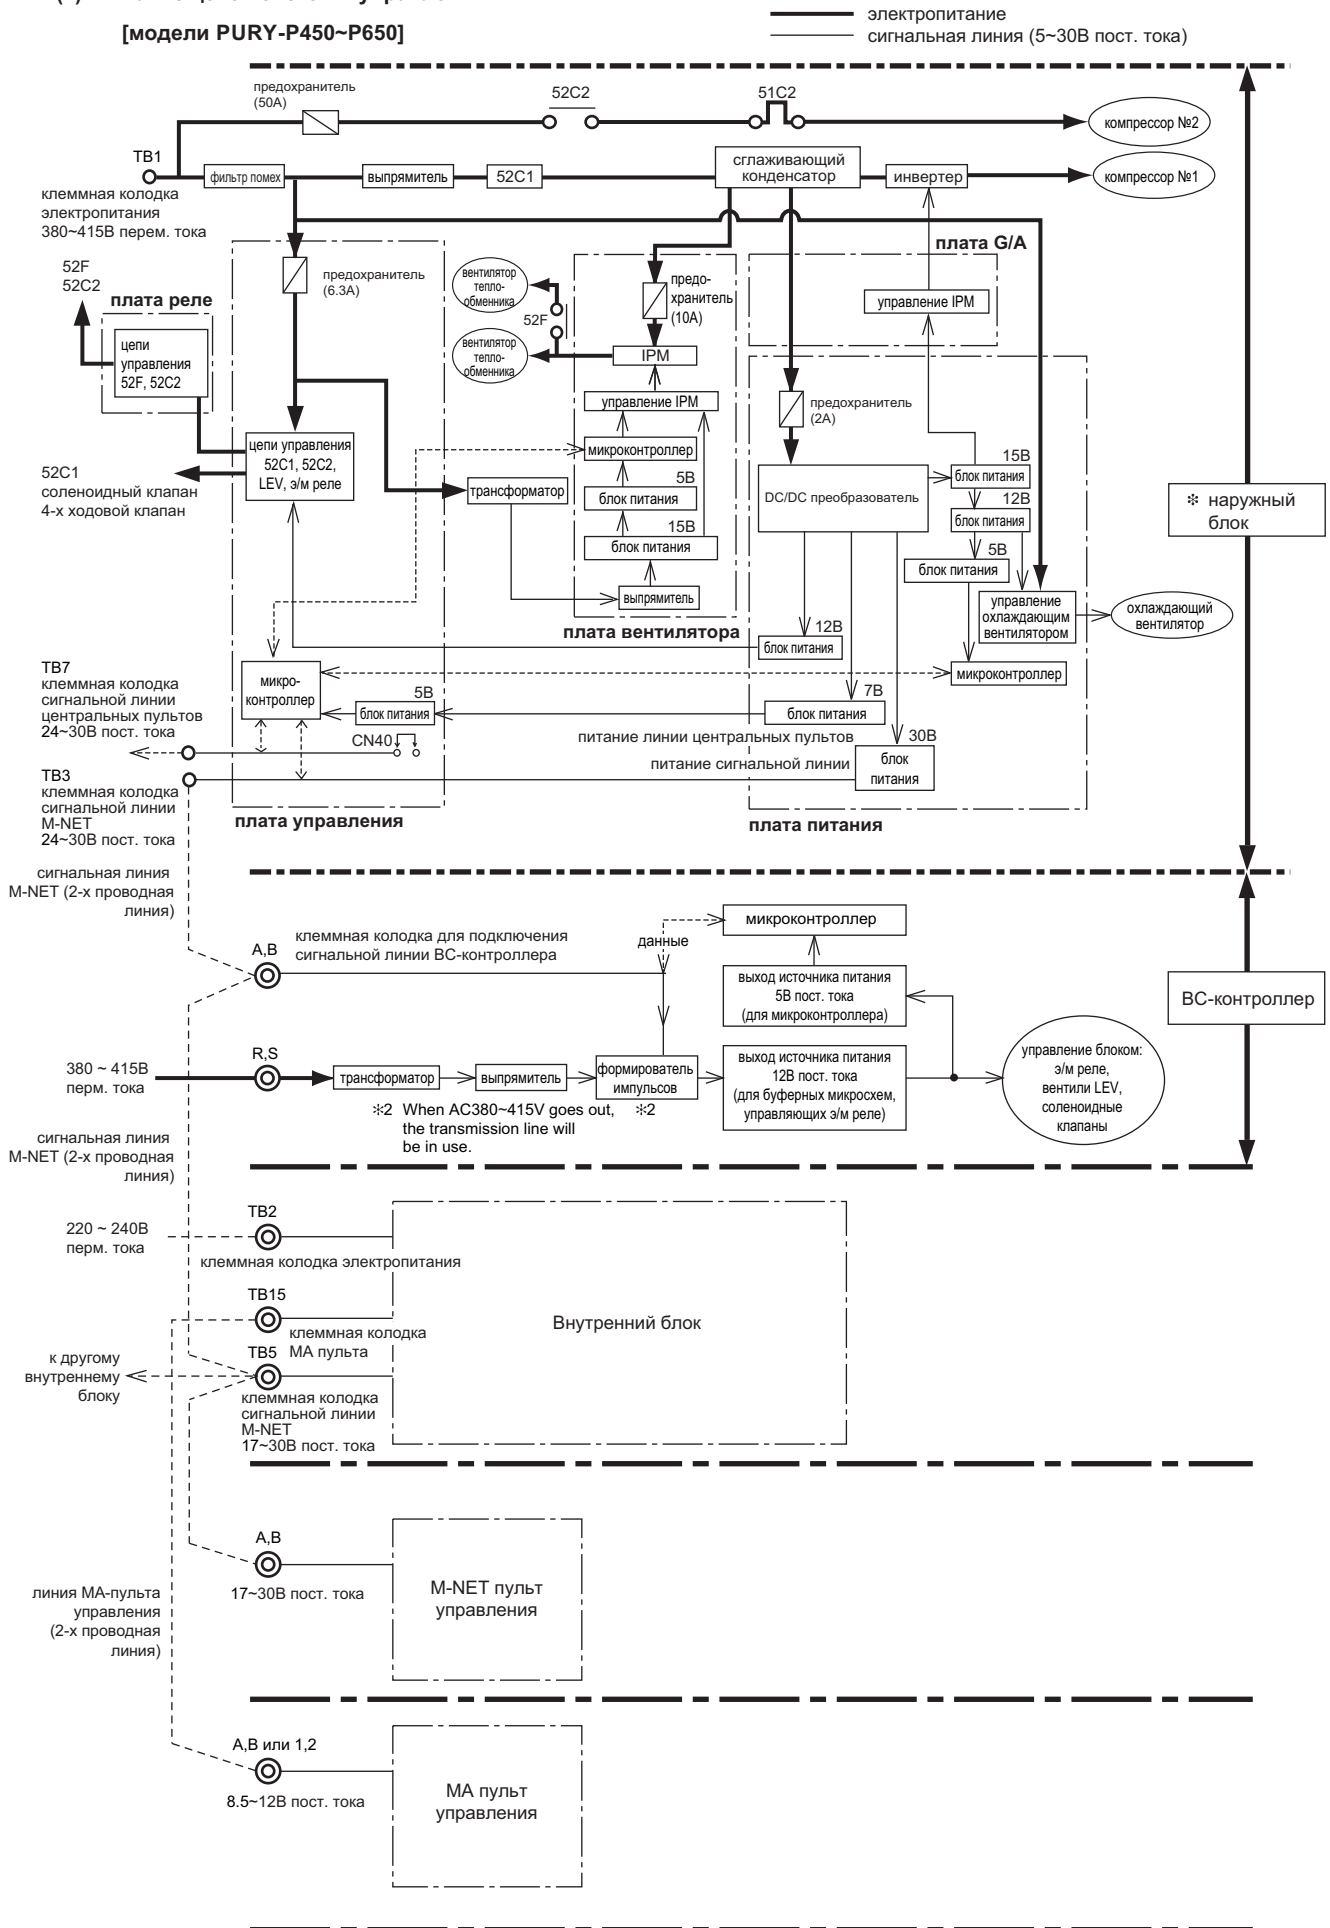 [модели PURY-P450~P650]
электропитание
сигнальная линия (5~30В пост. тока)
предохранитель
(50А)
52C2
51C2
компрессор №2
TB1
фильтр помех
выпрямитель
52C1
сглаживающий
конденсатор
инвертер
компрессор №1
клеммная колодка
электропитания
380~415В перем. тока
плата G/A
52F
52C2
плата реле
цепи
управления
52F, 52C2
предохранитель
(6.3А)
вентилятор
тепло-
обменника
52F
вентилятор
тепло-
обменника
предо-
хранитель
(10А)
IPM
управление IPM
управление IPM
предохранитель
(2А)
цепи управления
52C1, 52C2,
LEV, э/м реле
микроконтроллер
52C1
соленоидный клапан
4-х ходовой клапан
трансформатор
5В
блок питания
15В
блок питания
выпрямитель
плата вентилятора
DC/DC преобразователь
15В
блок питания
12В
блок питания
5В
блок питания
управление
охлаждающим
вентилятором
охлаждающий
вентилятор
✻ наружный
блок
12В
блок питания
микроконтроллер
TB7
клеммная колодка
сигнальной линии
центральных пультов
24~30В пост. тока
микро-
контроллер
5В
блок питания
7В
блок питания
CN40
питание линии центральных пультов
30В
питание сигнальной линии
блок
питания
TB3
клеммная колодка
сигнальной линии
M-NET
24~30В пост. тока
плата управления
плата питания
сигнальная линия
M-NET (2-х проводная
линия)
A,B
клеммная колодка для подключения
сигнальной линии BC-контроллера
данные
микроконтроллер
выход источника питания
5В пост. тока
(для микроконтроллера)
BC-контроллер
380 ~ 415В
перм. тока
R,S
трансформатор
выпрямитель
формирователь
импульсов
выход источника питания
12В пост. тока
(для буферных микросхем,
управляющих э/м реле)
управление блоком:
э/м реле,
вентили LEV,
соленоидные
клапаны
✻2 When AC380~415V goes out,
the transmission line will
be in use.
✻2
сигнальная линия
M-NET (2-х проводная
линия)
220 ~ 240В
перм. тока
TB2
клеммная колодка электропитания
TB15
клеммная колодка
MA пульта
Внутренний блок
к другому
внутреннему
блоку
TB5
клеммная колодка
сигнальной линии
M-NET
17~30В пост. тока
A,B
17~30В пост. тока
M-NET пульт
управления
линия MA-пульта
управления
(2-х проводная
линия)
A,B или 1,2
8.5~12В пост. тока
MA пульт
управления